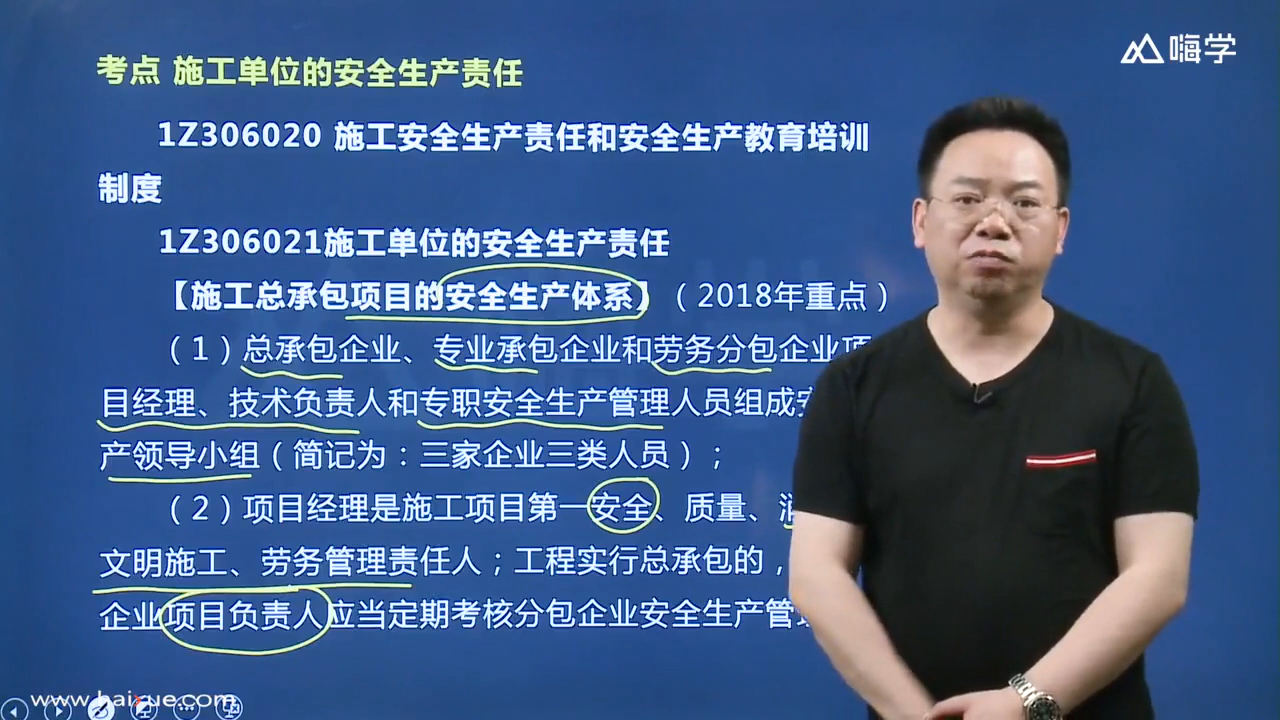 嗨学
考点 施工单位的安全生产责任
1Z306020 施工安全生产责任和安全生产教育培训
制度
1Z306021施工单位的安全生产责任
【施工总承包项目的安全生产体系】（2018年重点）
（1）总承包企业、专业承包企业和劳务分包企业项
目经理、技术负责人和专职安全生产管理人员组成安
产领导小组（简记为：三家企业三类人员）；
（2）项目经理是施工项目第一安全、质量、
文明施工、劳务管理责任人；工程实行总承包的，
企业项目负责人应当定期考核分包企业安全生产管
www.haixue.com